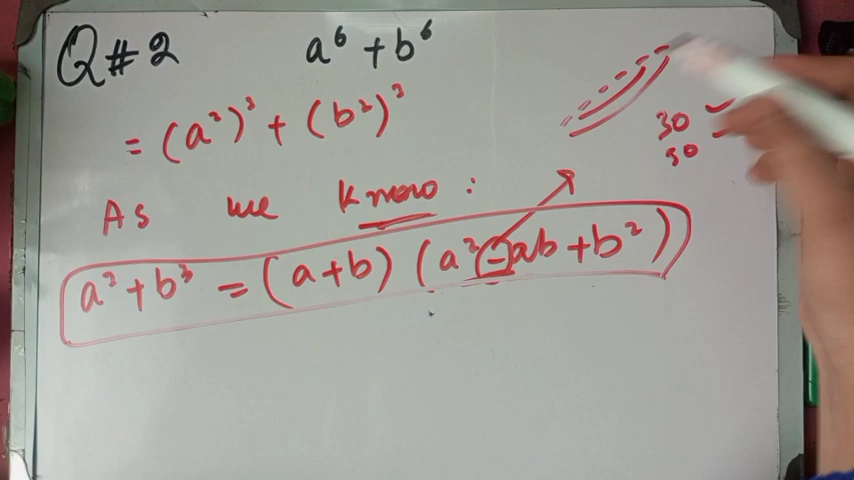 Q#2 a⁶ + b⁶
= (a²)³ + (b²)³
30
30
As we know :
a³ + b³ = (a+b) (a² - ab + b²)